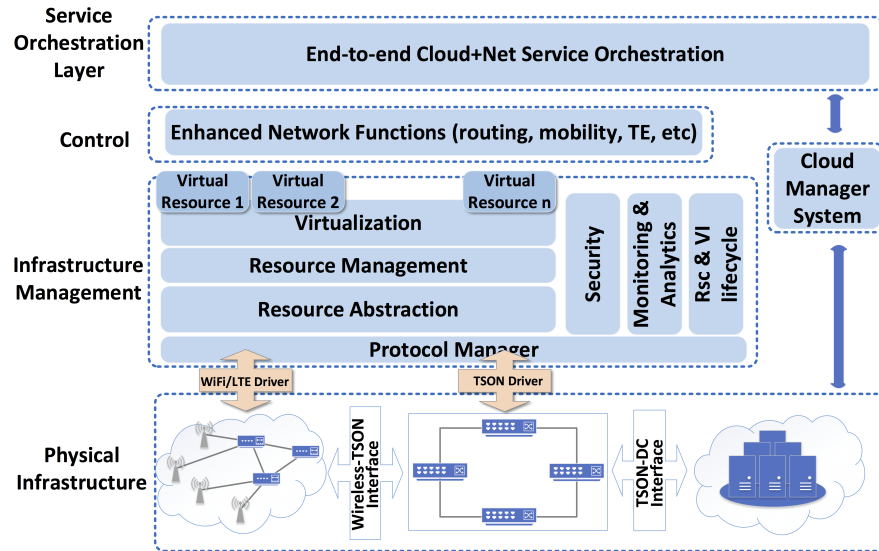 Service
Orchestration
Layer
End-to-end Cloud+Net Service Orchestration
Control
Enhanced Network Functions (routing, mobility, TE, etc)
Cloud
Manager
System
Infrastructure
Management
Virtual
Resource 1
Virtual
Resource 2
Virtual
Resource n
Virtualization
Resource Management
Resource Abstraction
Security
Monitoring &
Analytics
Rsc & VI
lifecycle
Protocol Manager
WiFi/LTE Driver
TSON Driver
Physical
Infrastructure
Wireless-TSON
Interface
TSON-DC
Interface